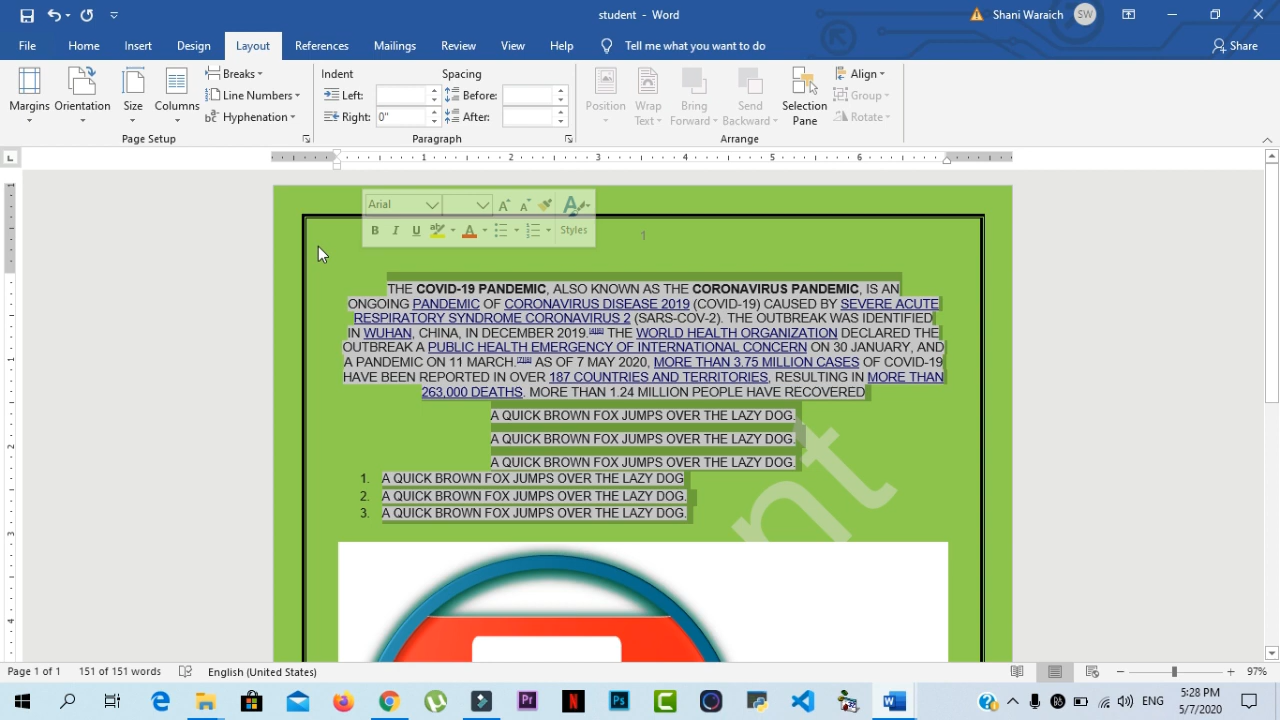 student - Word
Shani Waraich SW
File Home Insert Design Layout References Mailings Review View Help Tell me what you want to do Share
Margins Orientation Size Columns
Breaks
Line Numbers
Hyphenation
Page Setup
Indent Spacing
Left: Before:
Right: 0" After:
Paragraph
Position Wrap Text Bring Forward Send Backward Selection Pane
Align
Group
Rotate
Arrange
L
1 2 3 4 5 6
Arial A A A
B I U ab A Styles
1
THE COVID-19 PANDEMIC, ALSO KNOWN AS THE CORONAVIRUS PANDEMIC, IS AN
ONGOING PANDEMIC OF CORONAVIRUS DISEASE 2019 (COVID-19) CAUSED BY SEVERE ACUTE
RESPIRATORY SYNDROME CORONAVIRUS 2 (SARS-COV-2). THE OUTBREAK WAS IDENTIFIED
IN WUHAN, CHINA, IN DECEMBER 2019. THE WORLD HEALTH ORGANIZATION DECLARED THE
OUTBREAK A PUBLIC HEALTH EMERGENCY OF INTERNATIONAL CONCERN ON 30 JANUARY, AND
A PANDEMIC ON 11 MARCH. AS OF 7 MAY 2020, MORE THAN 3.75 MILLION CASES OF COVID-19
HAVE BEEN REPORTED IN OVER 187 COUNTRIES AND TERRITORIES, RESULTING IN MORE THAN
263,000 DEATHS. MORE THAN 1.24 MILLION PEOPLE HAVE RECOVERED
A QUICK BROWN FOX JUMPS OVER THE LAZY DOG.
A QUICK BROWN FOX JUMPS OVER THE LAZY DOG.
A QUICK BROWN FOX JUMPS OVER THE LAZY DOG.
1. A QUICK BROWN FOX JUMPS OVER THE LAZY DOG
2. A QUICK BROWN FOX JUMPS OVER THE LAZY DOG.
3. A QUICK BROWN FOX JUMPS OVER THE LAZY DOG.
nt
Page 1 of 1 151 of 151 words English (United States) 97%
ENG
5:28 PM
5/7/2020